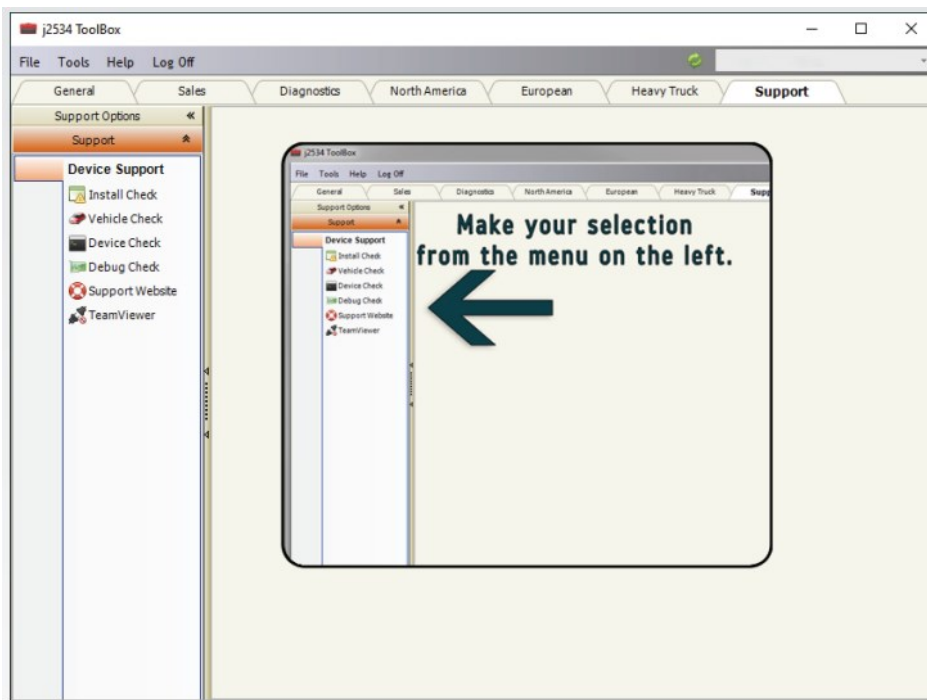 j2534 ToolBox
File Tools Help Log Off
General Sales Diagnostics North America European Heavy Truck Support
Support Options
Support
Device Support
Install Check
Vehicle Check
Device Check
Debug Check
Support Website
TeamViewer
j2534 ToolBox
File Tools Help Log Off
General Sales Diagnostics North America European Heavy Truck Supp
Support Options
Support
Device Support
Install Check
Vehicle Check
Device Check
Debug Check
Support Website
TeamViewer
Make your selection
from the menu on the left.